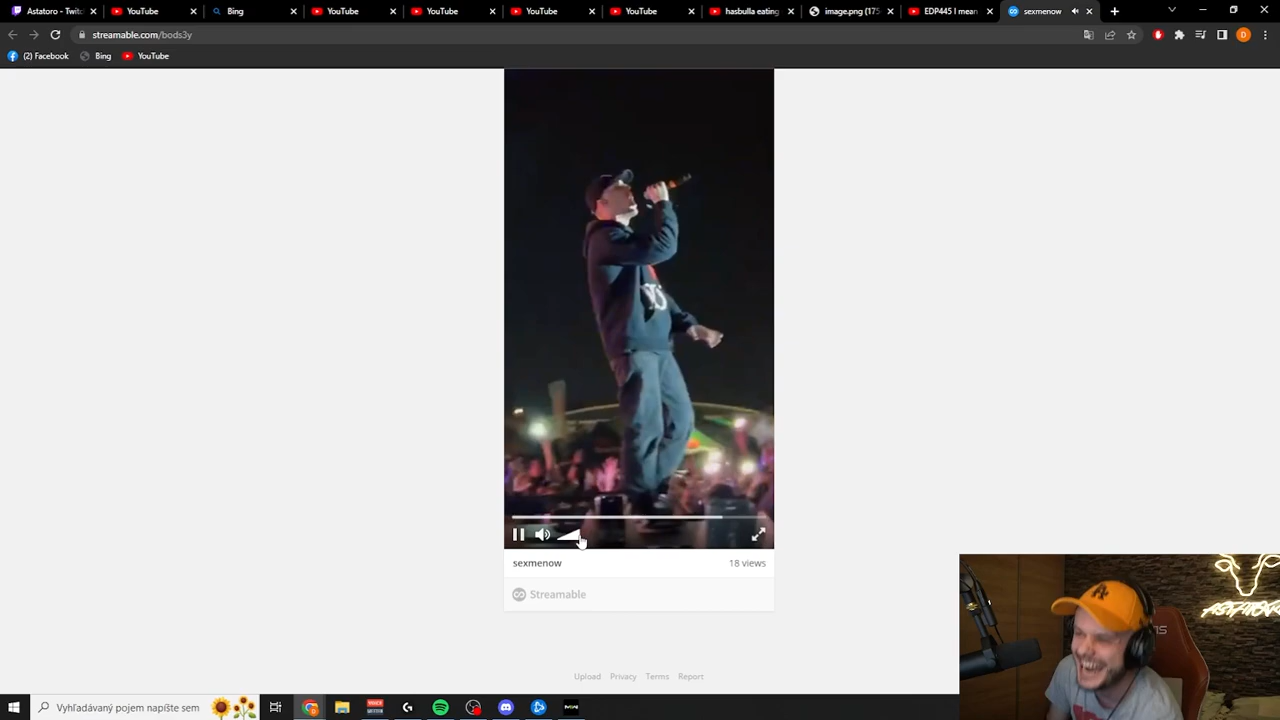 Astatoro - Twitc
YouTube
Bing
YouTube
YouTube
YouTube
YouTube
hasbulla eating
image.png (175
EDP445 I mean
sexmenow
streamable.com/bods3y
(2) Facebook
Bing
YouTube
D
sexmenow
18 views
Streamable
Upload
Privacy
Terms
Report
Vyhľadávaný pojem napíšte sem